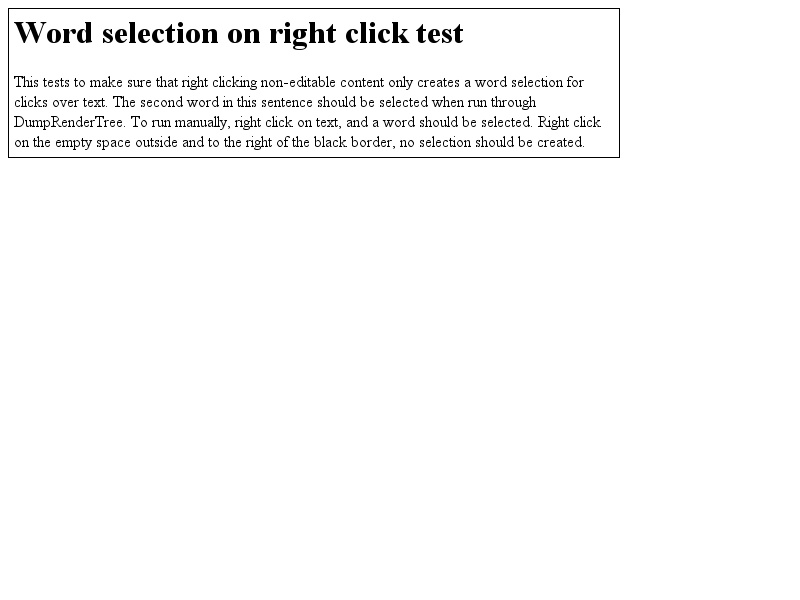 Word selection on right click test
This tests to make sure that right clicking non-editable content only creates a word selection for
clicks over text. The second word in this sentence should be selected when run through
DumpRenderTree. To run manually, right click on text, and a word should be selected. Right click
on the empty space outside and to the right of the black border, no selection should be created.